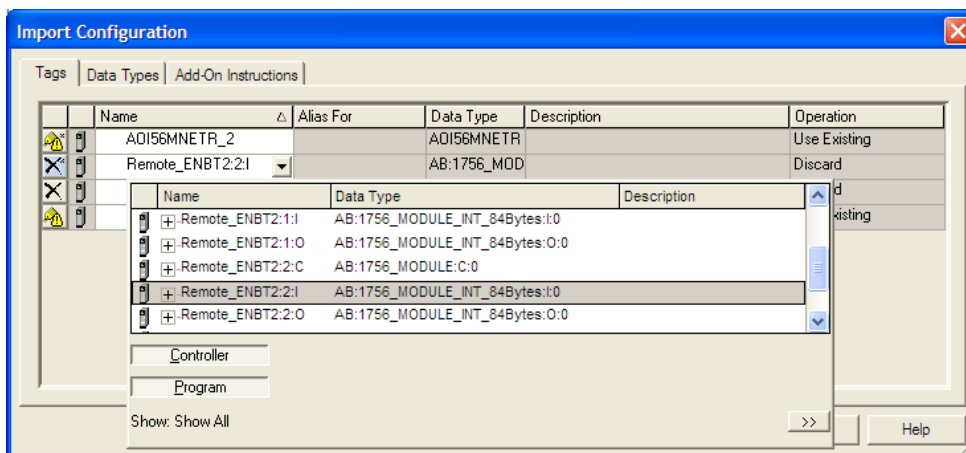 Import Configuration
Tags Data Types Add-On Instructions
Name Alias For Data Type Description Operation
AOI56MNETR_2 AOI56MNETR Use Existing
Remote_ENBT2:2:I AB:1756_MOD Discard
Name Data Type Description
Remote_ENBT2:1:I AB:1756_MODULE_INT_84Bytes:I:0
Remote_ENBT2:1:O AB:1756_MODULE_INT_84Bytes:O:0
Remote_ENBT2:2:C AB:1756_MODULE:C:0
Remote_ENBT2:2:I AB:1756_MODULE_INT_84Bytes:I:0
Remote_ENBT2:2:O AB:1756_MODULE_INT_84Bytes:O:0
Controller
Program
Show: Show All >>
Help